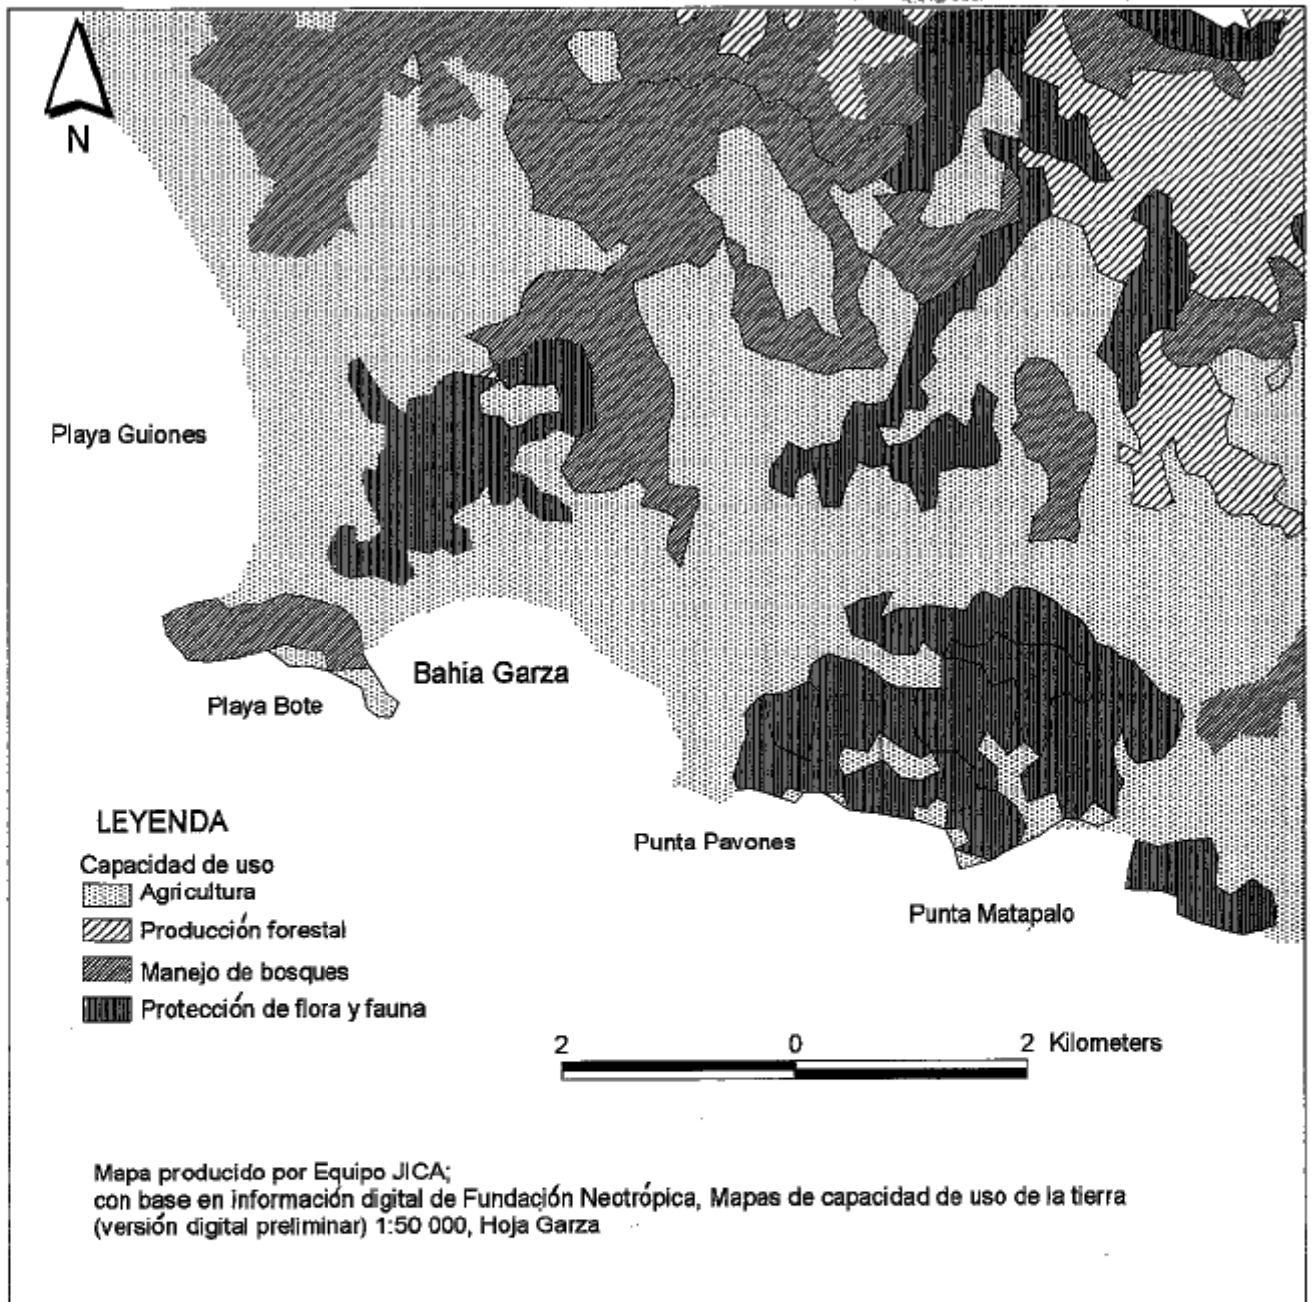 N
Playa Guiones
Bahia Garza
Playa Bote
LEYENDA
Punta Pavones
Capacidad de uso
Agricultura
Punta Matapalo
Producción forestal
Manejo de bosques
Protección de flora y fauna
2 0 2 Kilometers
Mapa producido por Equipo JICA;
con base en información digital de Fundación Neotrópica, Mapas de capacidad de uso de la tierra
(versión digital preliminar) 1:50 000, Hoja Garza